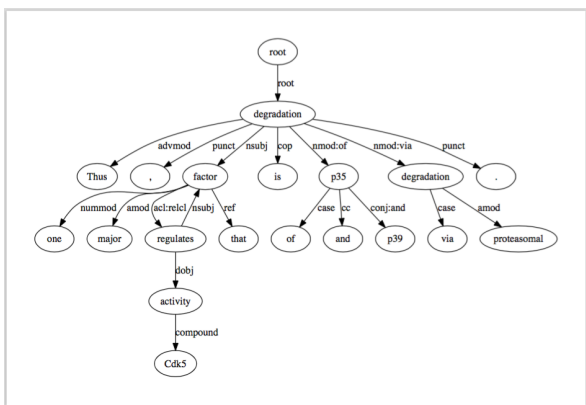 root
root
degradation
advmod punct nsubj cop nmod:of nmod:via punct
Thus , factor is p35 degradation .
nummod amod acl:relcl nsubj ref case cc conj:and case amod
one major regulates that of and p39 via proteasomal
dobj
activity
compound
Cdk5